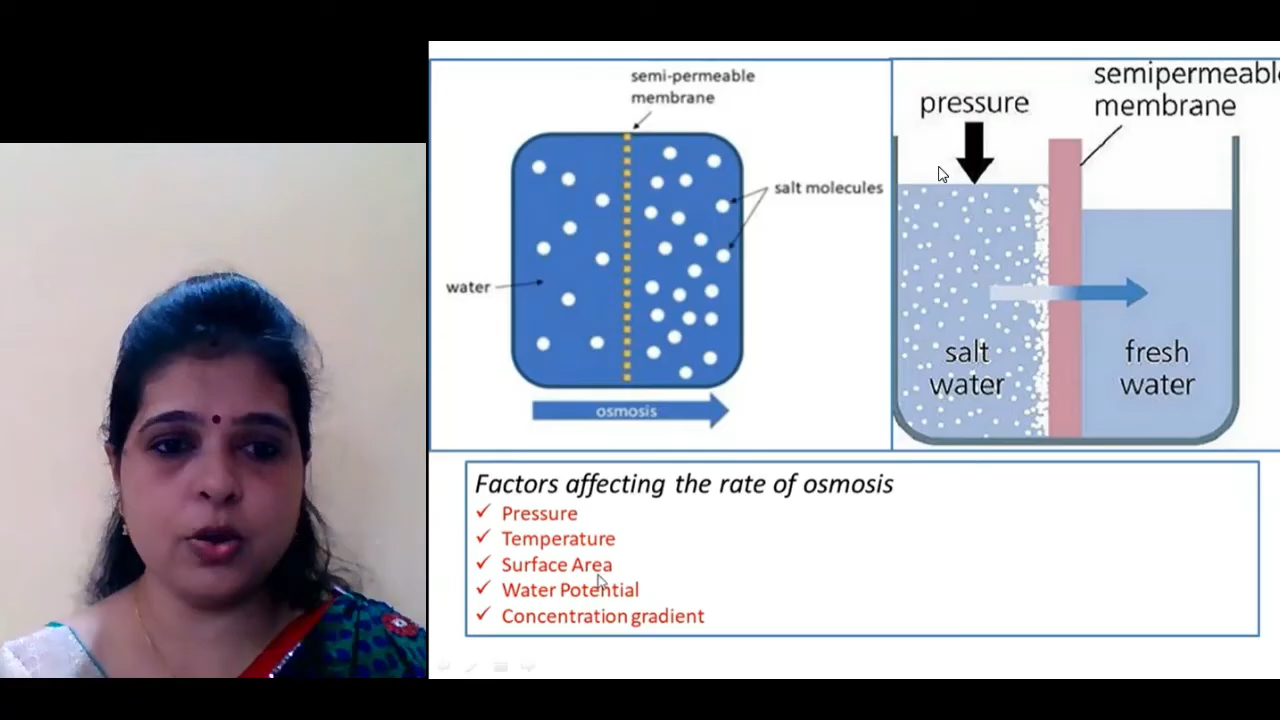 semi-permeable
membrane
salt molecules
water
osmosis
pressure
semipermeable
membrane
salt
water
fresh
water
Factors affecting the rate of osmosis
Pressure
Temperature
Surface Area
Water Potential
Concentration gradient